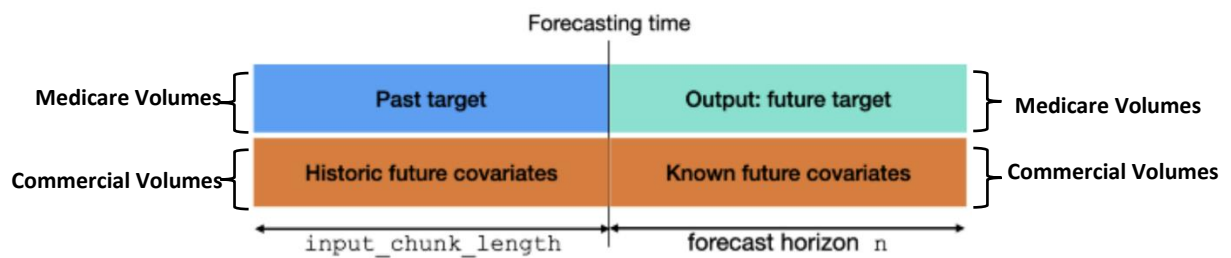 Forecasting time
Medicare Volumes
Past target
Output: future target
Medicare Volumes
Commercial Volumes
Historic future covariates
Known future covariates
Commercial Volumes
input_chunk_length
forecast horizon n